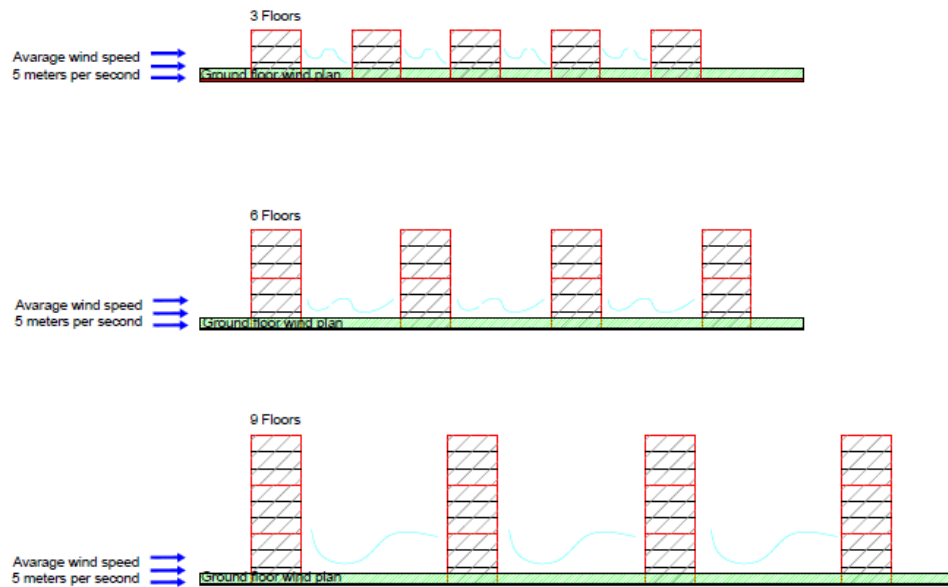 3 Floors
Avarage wind speed
5 meters per second
Ground floor wind plan
6 Floors
Avarage wind speed
5 meters per second
Ground floor wind plan
9 Floors
Avarage wind speed
5 meters per second
Ground floor wind plan